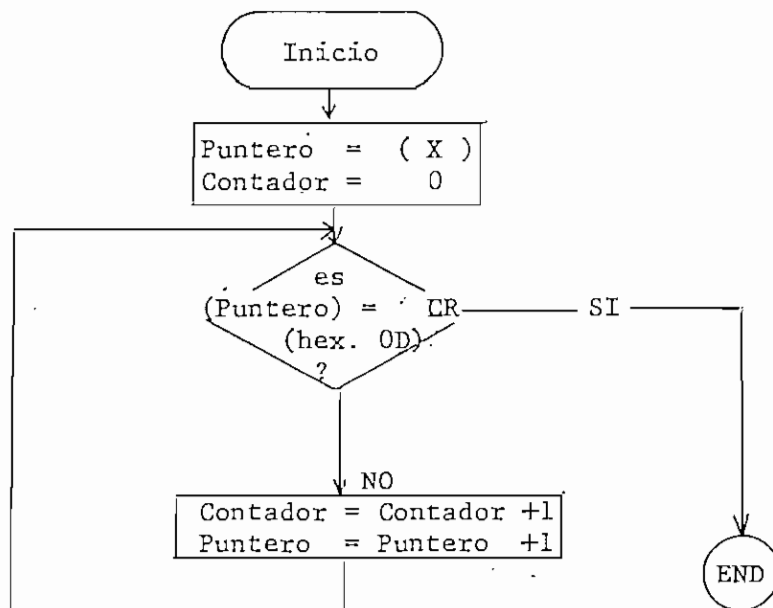 Inicio
Puntero = ( X )
Contador = 0
es
(Puntero) = CR
SI
(hex. 0D)
?
NO
Contador = Contador +1
Puntero = Puntero +1
END